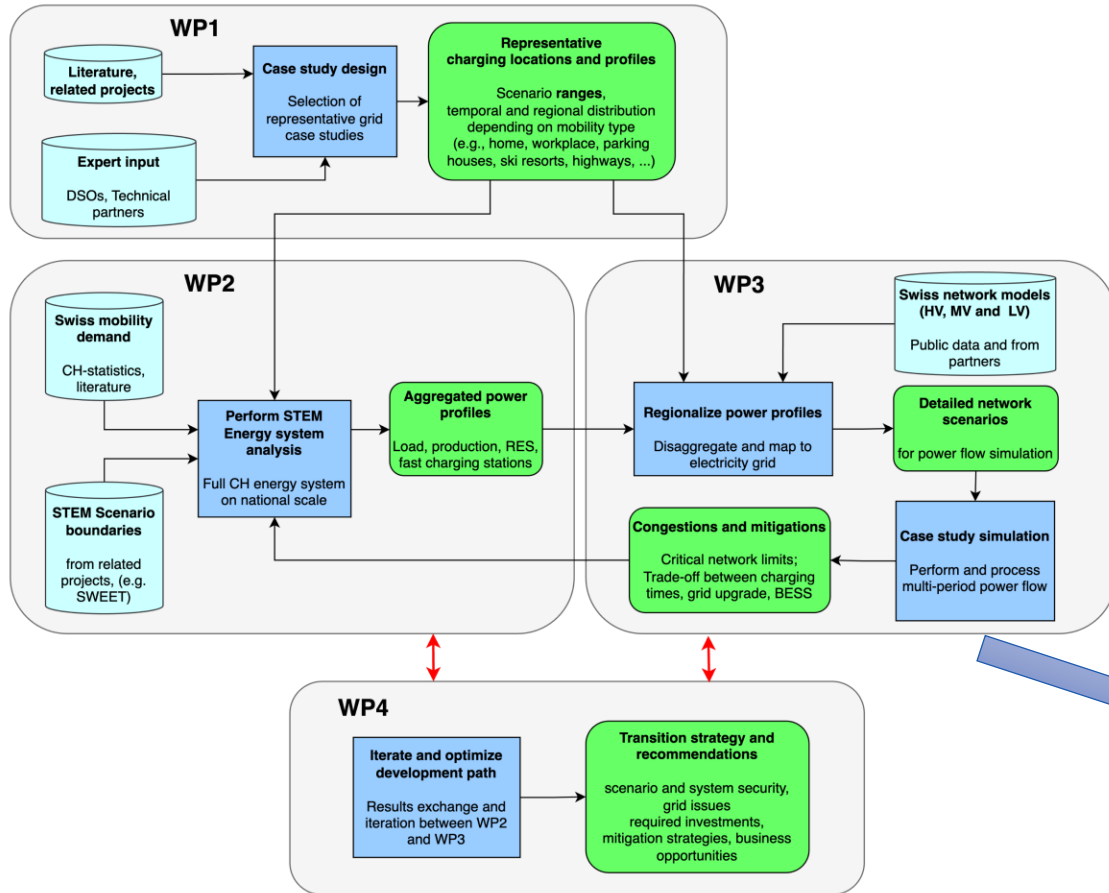 WP1
Literature,
related projects
Expert input
DSOs, Technical
partners
Case study design
Selection of
representative grid
case studies
Representative
charging locations and profiles
Scenario ranges,
temporal and regional distribution
depending on mobility type
(e.g., home, workplace, parking
houses, ski resorts, highways, ...)
WP2
Swiss mobility
demand
CH-statistics,
literature
STEM Scenario
boundaries
from related
projects, (e.g.
SWEET)
Perform STEM
Energy system
analysis
Full CH energy system
on national scale
Aggregated power
profiles
Load, production, RES,
fast charging stations
WP3
Swiss network models
(HV, MV and LV)
Public data and from
partners
Regionalize power profiles
Disaggregate and map to
electricity grid
Detailed network
scenarios
for power flow simulation
Congestions and mitigations
Critical network limits;
Trade-off between charging
times, grid upgrade, BESS
Case study simulation
Perform and process
multi-period power flow
WP4
Iterate and optimize
development path
Results exchange and
iteration between WP2
and WP3
Transition strategy and
recommendations
scenario and system security,
grid issues
required investments,
mitigation strategies, business
opportunities